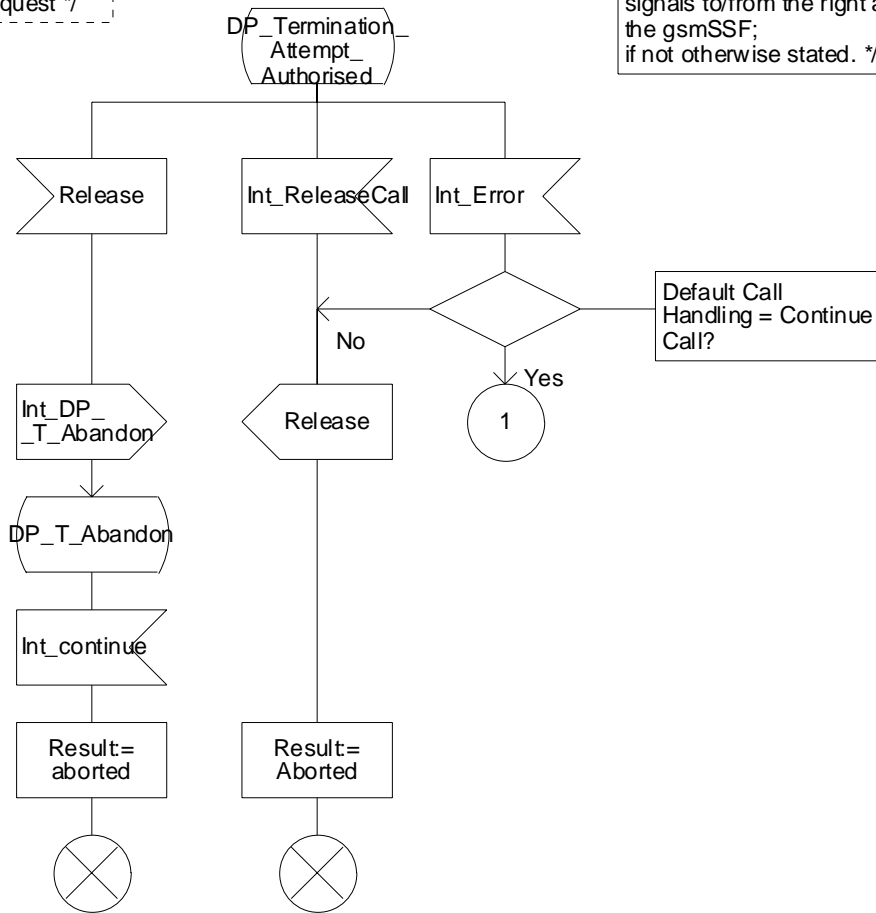 quest */
signals to/from the right a
the gsmSSF;
if not otherwise stated. */
DP_Termination_
Attempt_
Authorised
Release
Int_ReleaseCall
Int_Error
Default Call
Handling = Continue
Call?
No
Yes
Int_DP_
_T_Abandon
Release
1
DP_T_Abandon
Int_continue
Result:=
aborted
Result:=
Aborted